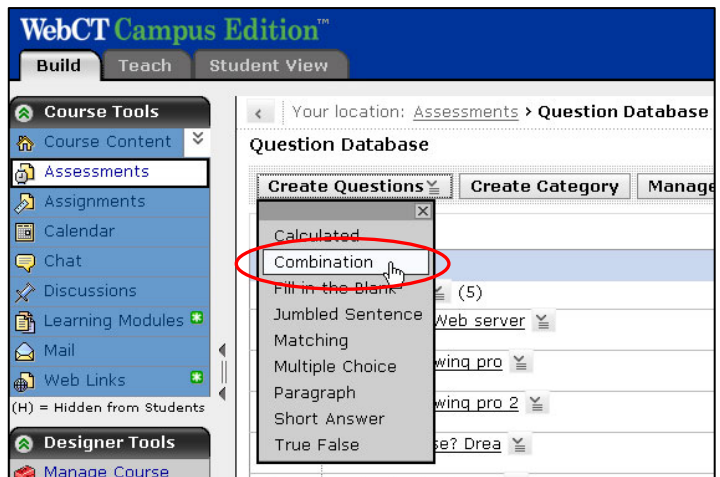 WebCT Campus Edition™
Build Teach Student View
Course Tools
Course Content
Assessments
Assignments
Calendar
Chat
Discussions
Learning Modules
Mail
Web Links
(H) = Hidden from Students
Designer Tools
Manage Course
Your location: Assessments › Question Database
Question Database
Create Questions Create Category Manage
Calculated
Combination
Fill in the Blank
Jumbled Sentence
Matching
Multiple Choice
Paragraph
Short Answer
True False
(5)
Web server
wing pro
wing pro 2
se? Drea